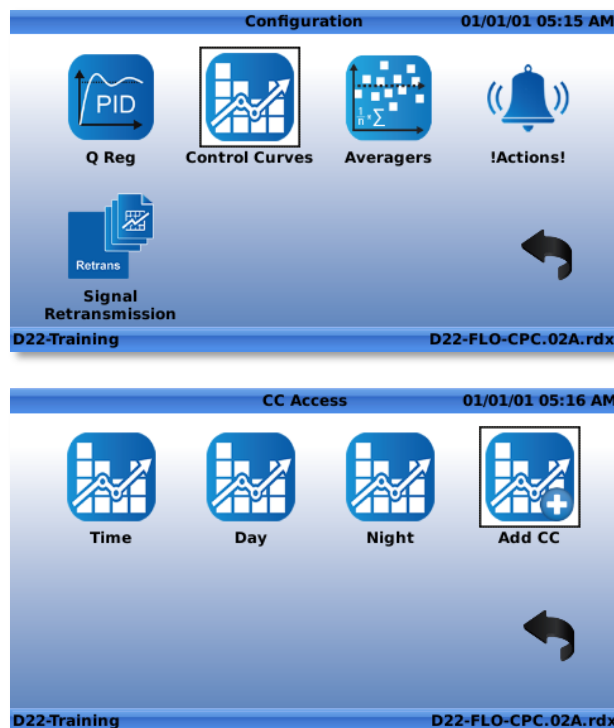 Configuration 01/01/01 05:15 AM
PID
1/n * Σ
Q Reg Control Curves Averagers !Actions!
Retrans
Signal
Retransmission
D22-Training D22-FLO-CPC.02A.rdx
CC Access 01/01/01 05:16 AM
Time Day Night Add CC
D22-Training D22-FLO-CPC.02A.rdx